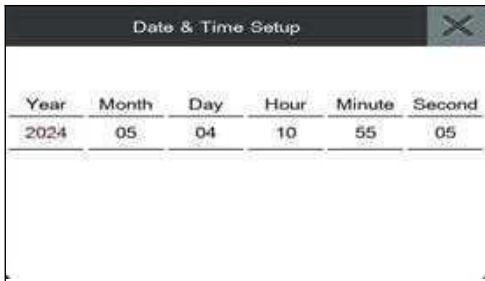 Date & Time Setup
Year Month Day Hour Minute Second
2024 05 04 10 55 05